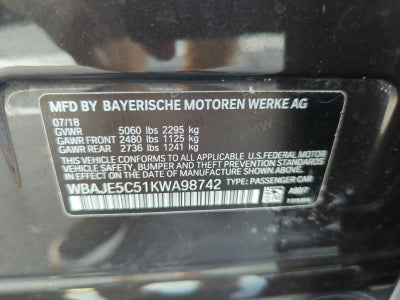 MFD BY BAYERISCHE MOTOREN WERKE AG
07/18
GVWR 5060 lbs 2295 kg
GAWR FRONT 2480 lbs 1125 kg
GAWR REAR 2736 lbs 1241 kg
THIS VEHICLE CONFORMS TO ALL APPLICABLE U.S. FEDERAL MOTOR
VEHICLE SAFETY, BUMPER, AND THEFT PREVENTION STANDARDS
IN EFFECT ON THE DATE OF MANUFACTURE SHOWN ABOVE.
WBAJE5C51KWA98742 TYPE: PASSENGER CAR